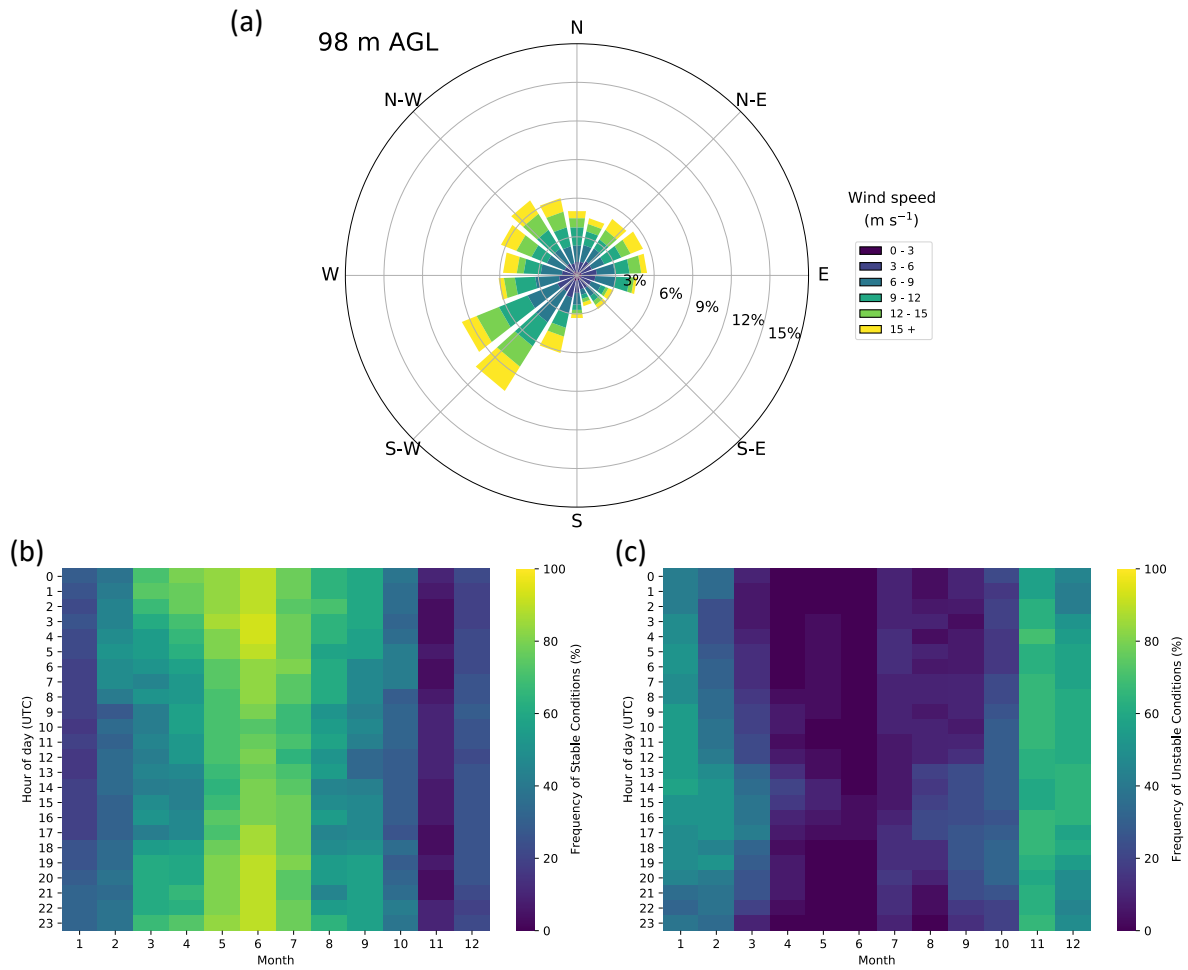 (a)
98 m AGL
N
N-W
N-E
W
E
S-W
S-E
S
3%
6%
9%
12%
15%
Wind speed
(m s⁻¹)
0 - 3
3 - 6
6 - 9
9 - 12
12 - 15
15 +
(b)
Hour of day (UTC)
0
1
2
3
4
5
6
7
8
9
10
11
12
13
14
15
16
17
18
19
20
21
22
23
1 2 3 4 5 6 7 8 9 10 11 12
Month
100
80
60
40
20
0
Frequency of Stable Conditions (%)
(c)
Hour of day (UTC)
0
1
2
3
4
5
6
7
8
9
10
11
12
13
14
15
16
17
18
19
20
21
22
23
1 2 3 4 5 6 7 8 9 10 11 12
Month
100
80
60
40
20
0
Frequency of Unstable Conditions (%)